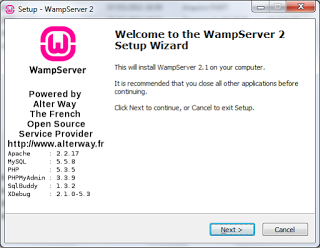 Setup - WampServer 2
WampServer
Powered by
Alter Way
The French
Open Source
Service Provider
http://www.alterway.fr
Apache : 2.2.17
MySQL : 5.5.8
PHP : 5.3.5
PHPMyAdmin : 3.3.9
SqlBuddy : 1.3.2
XDebug : 2.1.0-5.3
Welcome to the WampServer 2
Setup Wizard
This will install WampServer 2.1 on your computer.
It is recommended that you close all other applications before
continuing.
Click Next to continue, or Cancel to exit Setup.
Next >
Cancel